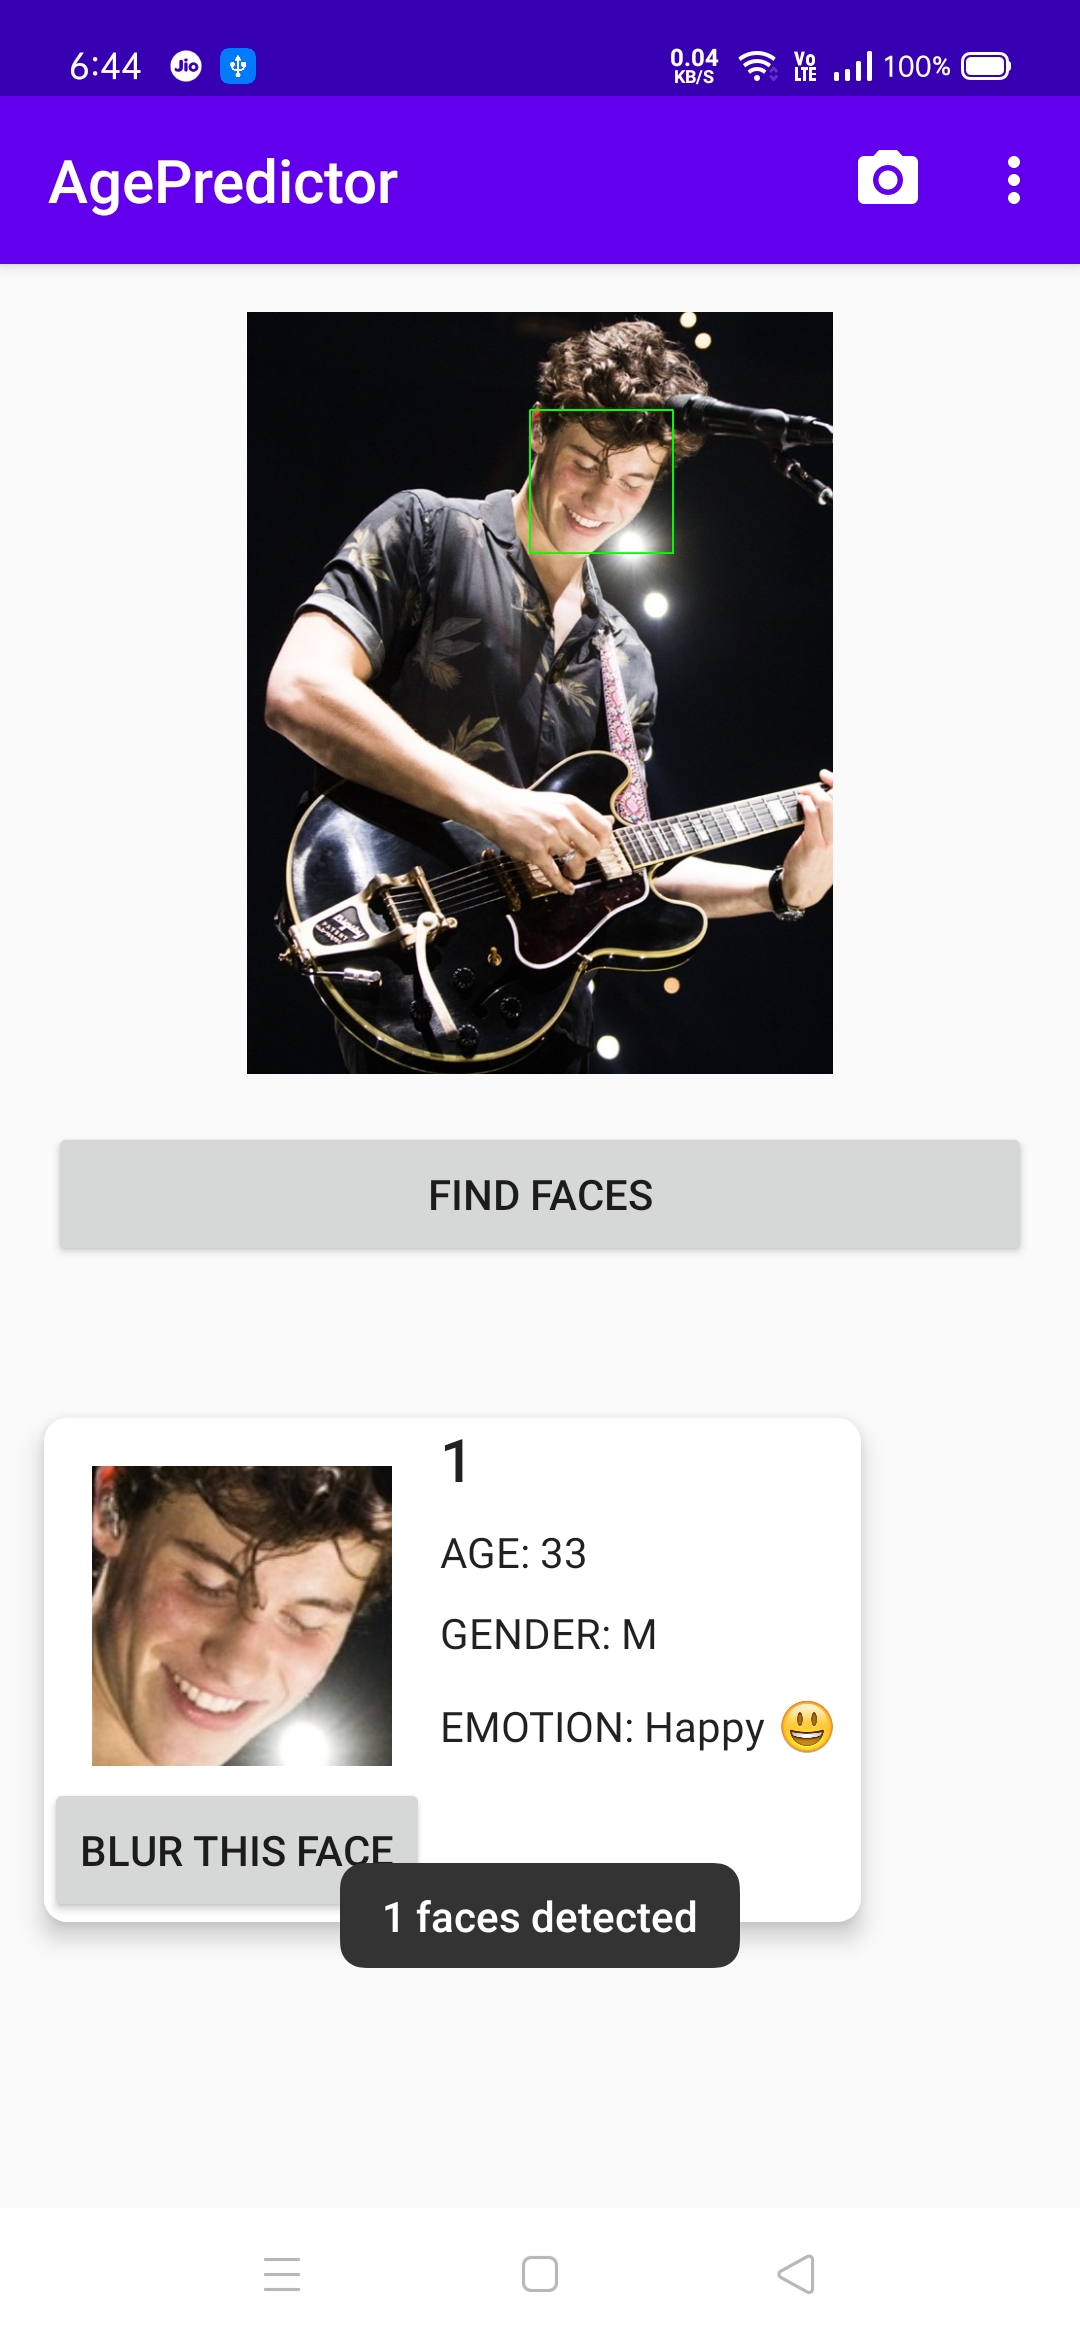 6:44 Jio 0.04 KB/S Vo LTE 100%
AgePredictor
Bigsby
FIND FACES
1
AGE: 33
GENDER: M
EMOTION: Happy 😃
BLUR THIS FACE
1 faces detected